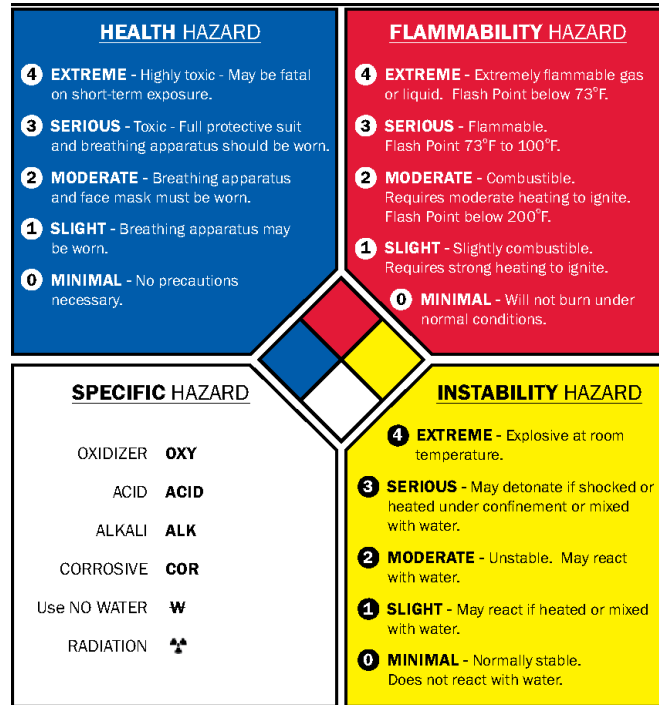 HEALTH HAZARD
4 EXTREME - Highly toxic - May be fatal
on short-term exposure.
3 SERIOUS - Toxic - Full protective suit
and breathing apparatus should be worn.
2 MODERATE - Breathing apparatus
and face mask must be worn.
1 SLIGHT - Breathing apparatus may
be worn.
0 MINIMAL - No precautions
necessary.
FLAMMABILITY HAZARD
4 EXTREME - Extremely flammable gas
or liquid. Flash Point below 73°F.
3 SERIOUS - Flammable.
Flash Point 73°F to 100°F.
2 MODERATE - Combustible.
Requires moderate heating to ignite.
Flash Point below 200°F.
1 SLIGHT - Slightly combustible.
Requires strong heating to ignite.
0 MINIMAL - Will not burn under
normal conditions.
SPECIFIC HAZARD
OXIDIZER OXY
ACID ACID
ALKALI ALK
CORROSIVE COR
Use NO WATER W̶
RADIATION ☢
INSTABILITY HAZARD
4 EXTREME - Explosive at room
temperature.
3 SERIOUS - May detonate if shocked or
heated under confinement or mixed
with water.
2 MODERATE - Unstable. May react
with water.
1 SLIGHT - May react if heated or mixed
with water.
0 MINIMAL - Normally stable.
Does not react with water.